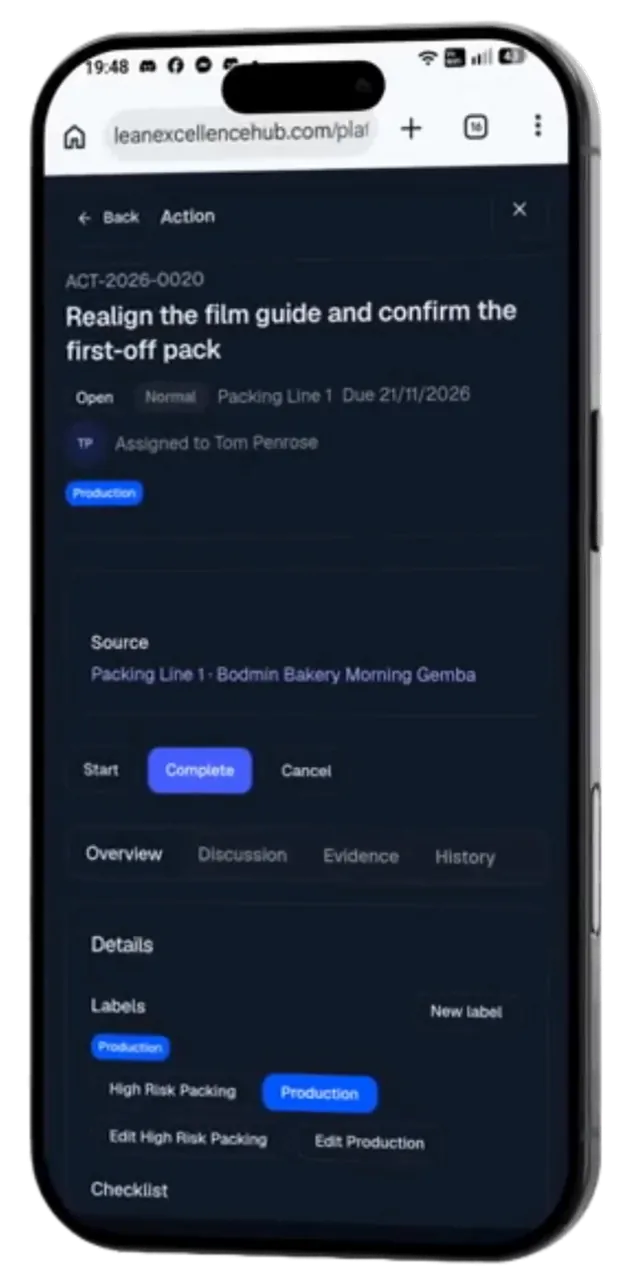 19:48
leanexcellencehub.com/plat
16
← Back Action
ACT-2026-0020
Realign the film guide and confirm the
first-off pack
Open Normal Packing Line 1 Due 21/11/2026
TP Assigned to Tom Penrose
Production
Source
Packing Line 1 · Bodmin Bakery Morning Gemba
Start Complete Cancel
Overview Discussion Evidence History
Details
Labels New label
Production
High Risk Packing Production
Edit High Risk Packing Edit Production
Checklist